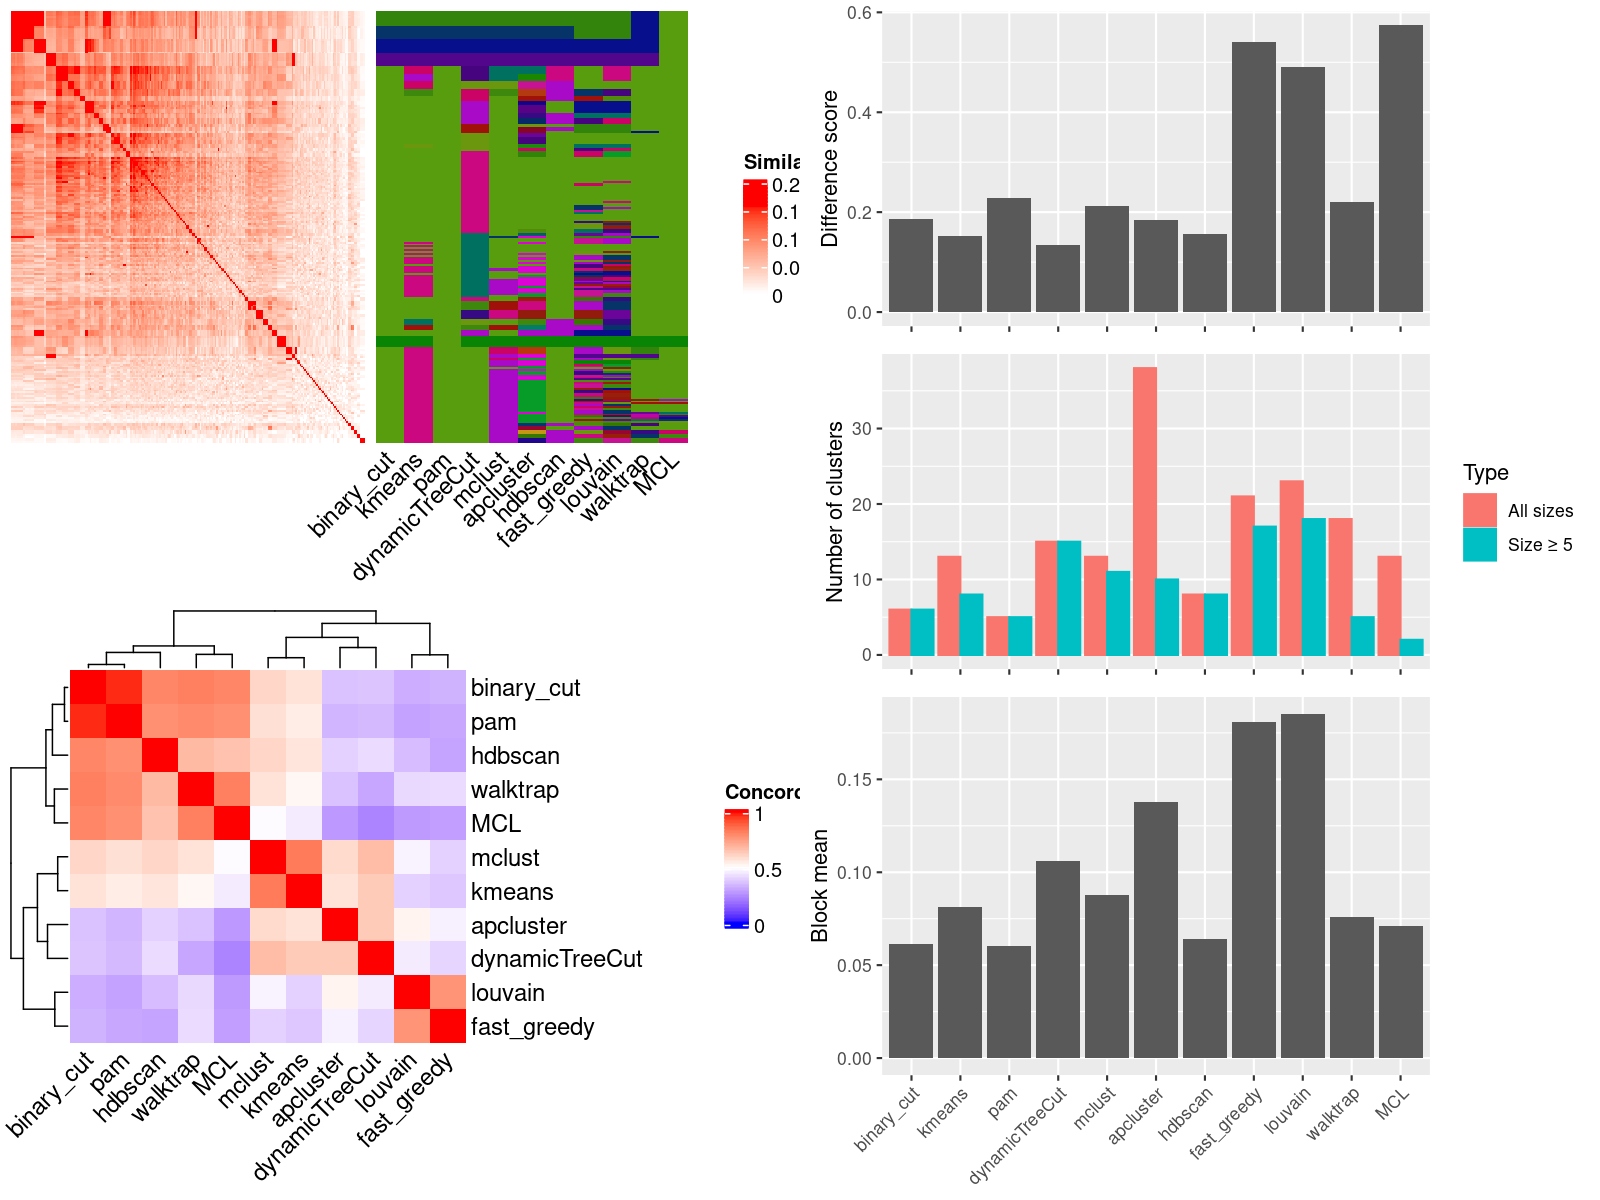 Simila
0.2
0.1
0.1
0.0
0
binary_cut
kmeans
pam
dynamicTreeCut
mclust
apcluster
hdbscan
fast_greedy
louvain
walktrap
MCL
Difference score
0.6
0.4
0.2
0.0
Number of clusters
30
20
10
0
Type
All sizes
Size ≥ 5
binary_cut
pam
hdbscan
walktrap
MCL
mclust
kmeans
apcluster
dynamicTreeCut
louvain
fast_greedy
binary_cut
pam
hdbscan
walktrap
MCL
mclust
kmeans
apcluster
dynamicTreeCut
louvain
fast_greedy
Concord
1
0.5
0
Block mean
0.15
0.10
0.05
0.00
binary_cut
kmeans
pam
dynamicTreeCut
mclust
apcluster
hdbscan
fast_greedy
louvain
walktrap
MCL